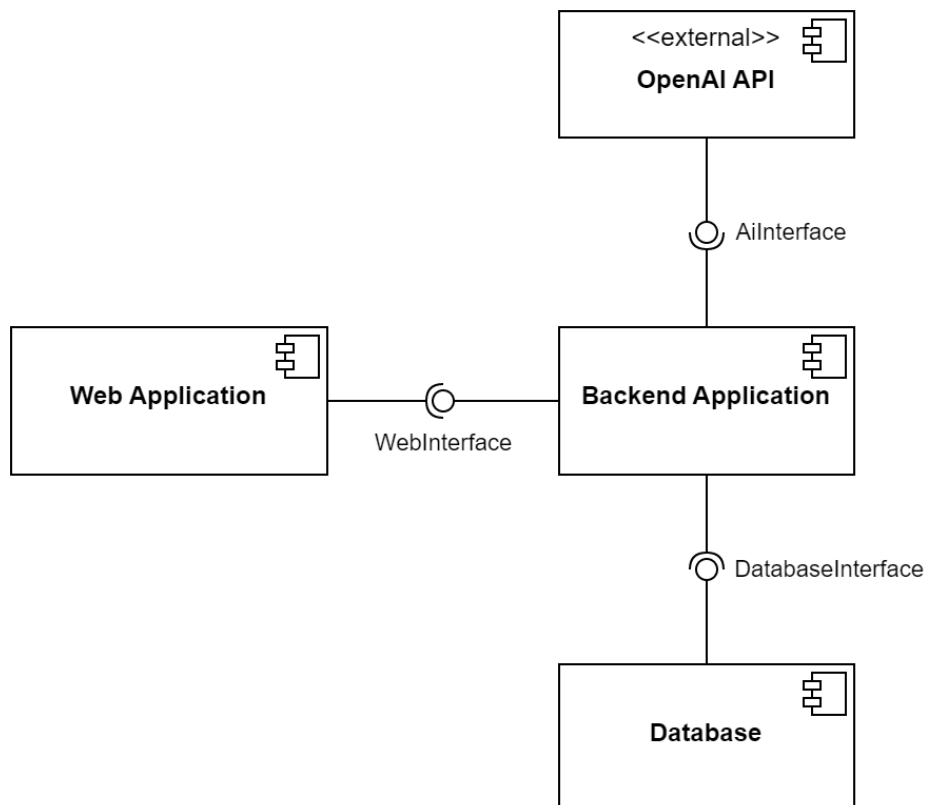 <<external>>
OpenAI API
AiInterface
Web Application
WebInterface
Backend Application
DatabaseInterface
Database